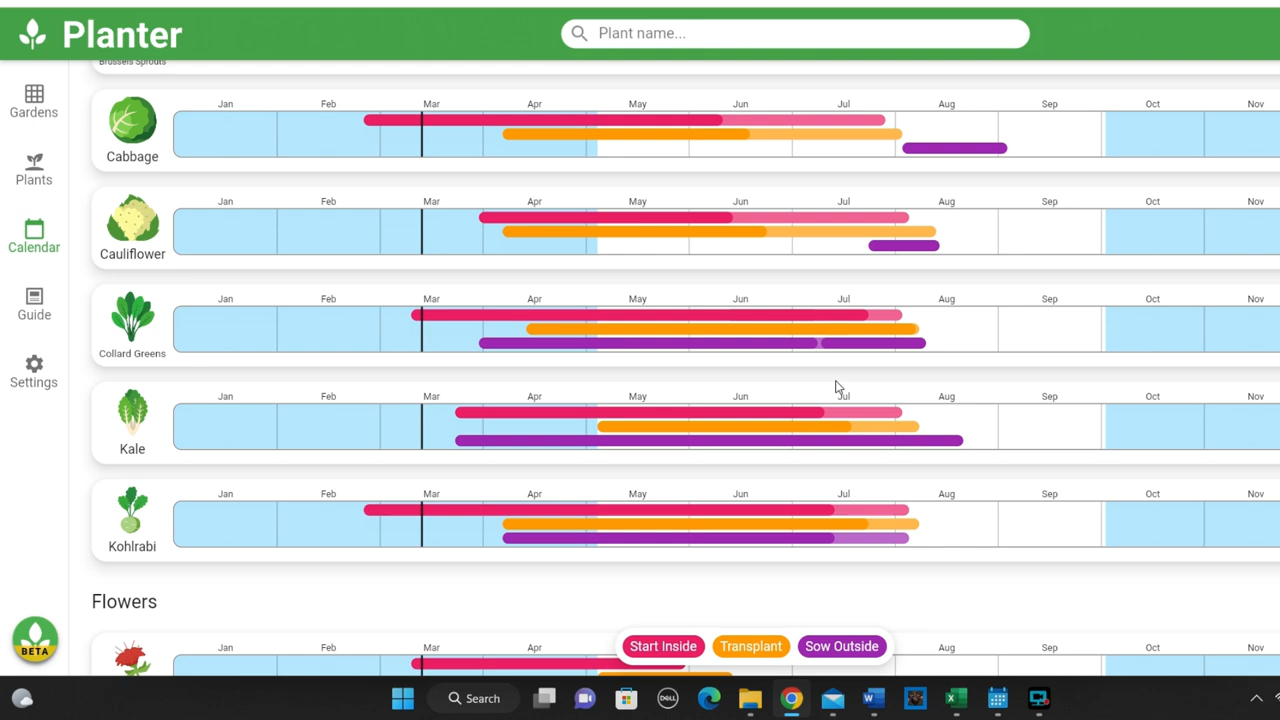 Planter
Plant name...
Gardens
Plants
Calendar
Guide
Settings
BETA
Brussels Sprouts
Jan Feb Mar Apr May Jun Jul Aug Sep Oct Nov
Cabbage
Jan Feb Mar Apr May Jun Jul Aug Sep Oct Nov
Cauliflower
Jan Feb Mar Apr May Jun Jul Aug Sep Oct Nov
Collard Greens
Jan Feb Mar Apr May Jun Jul Aug Sep Oct Nov
Kale
Jan Feb Mar Apr May Jun Jul Aug Sep Oct Nov
Kohlrabi
Flowers
Jan Feb Mar Apr May Jun Jul Aug Sep Oct Nov
Start Inside Transplant Sow Outside
Search
DELL